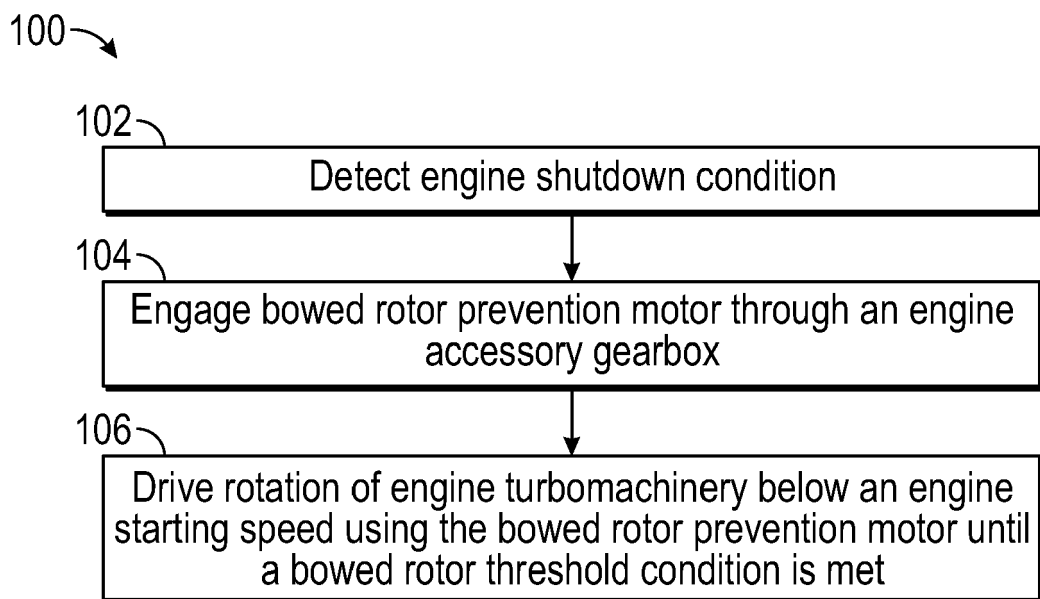 100
102
Detect engine shutdown condition
104
Engage bowed rotor prevention motor through an engine
accessory gearbox
106
Drive rotation of engine turbomachinery below an engine
starting speed using the bowed rotor prevention motor until
a bowed rotor threshold condition is met